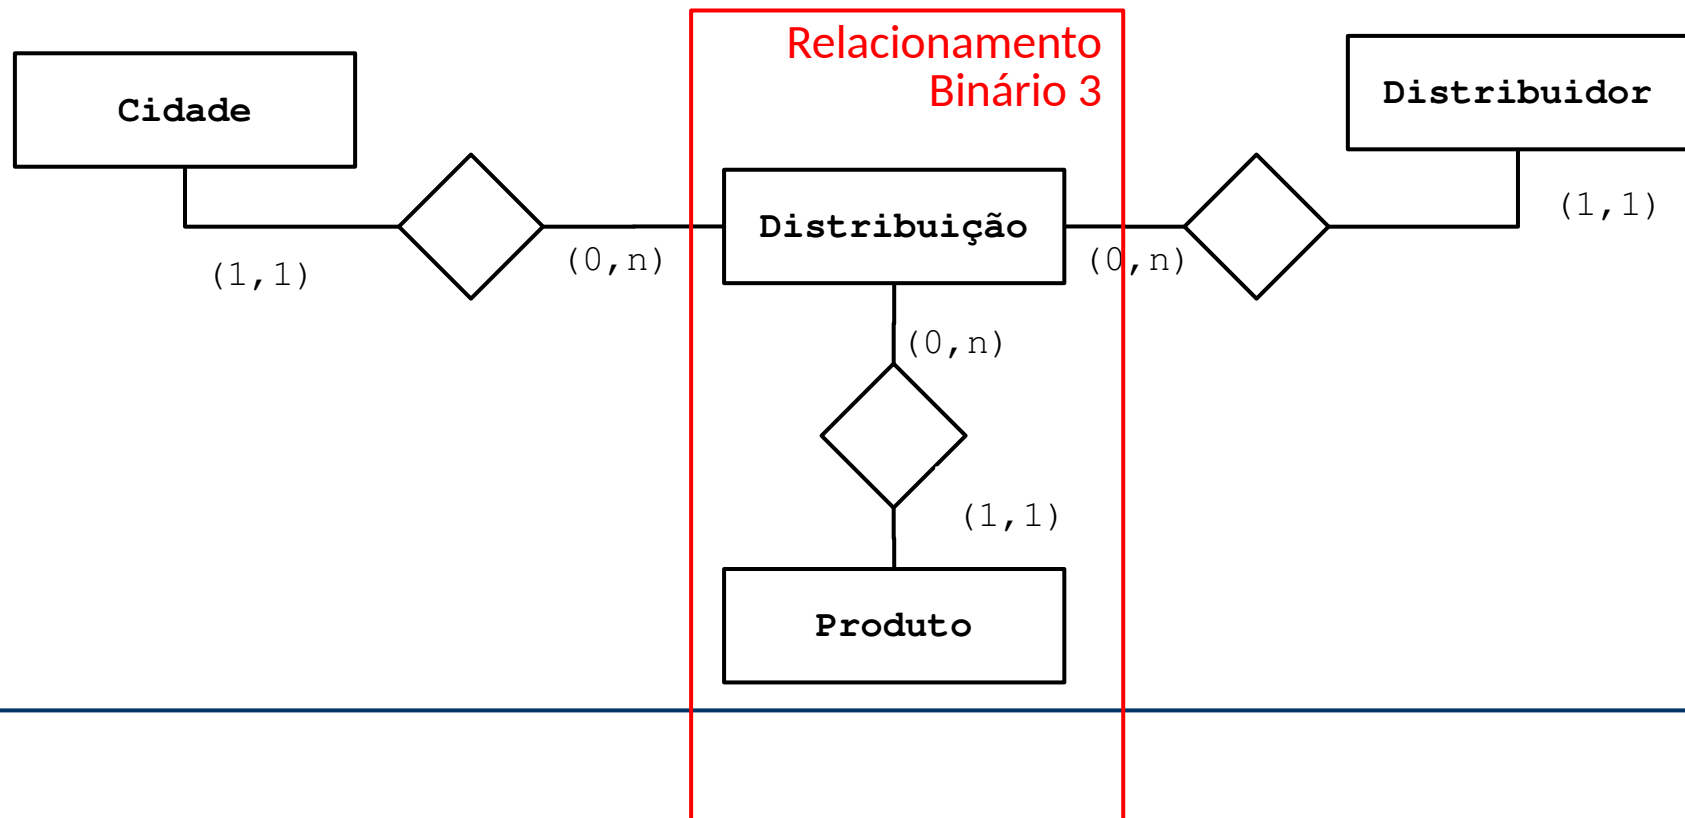 Relacionamento
Binário 3
Cidade
Distribuidor
Distribuição
(1,1)
(1,1)
(0,n)
(0,n)
(0,n)
(1,1)
Produto